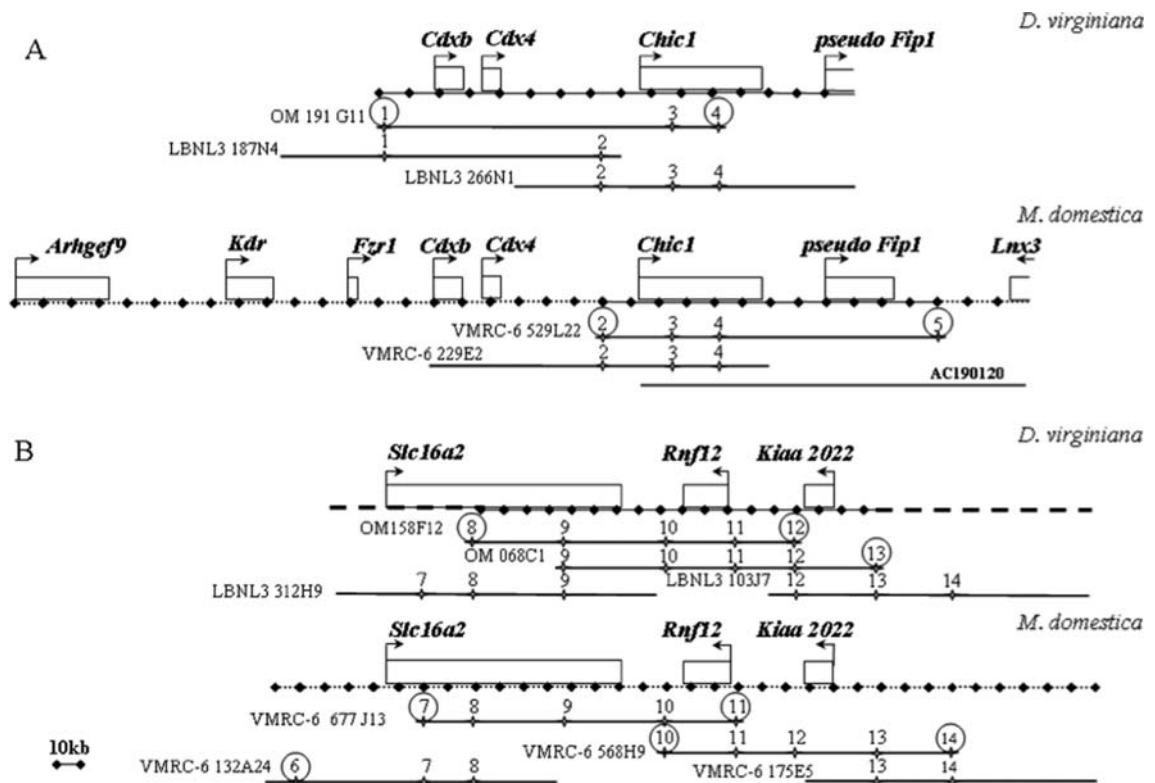 D. virginiana
A
Cdxb Cdx4 Chic1 pseudo Fip1
1 3 4
OM 191 G11
1 2
LBNL3 187N4
2 3 4
LBNL3 266N1
M. domestica
Arhgef9 Kdr Fzr1 Cdxb Cdx4 Chic1 pseudo Fip1 Lnx3
2 3 4 5
VMRC-6 529L22
2 3 4
VMRC-6 229E2
AC190120
D. virginiana
B
Slc16a2 Rnf12 Kiaa 2022
8 9 10 11 12
OM158F12
9 10 11 12 13
OM 068C1
7 8 9
LBNL3 312H9
LBNL3 103J7
12 13 14
M. domestica
Slc16a2 Rnf12 Kiaa 2022
7 8 9 10 11
VMRC-6 677 J13
10 11 12 13 14
VMRC-6 568H9
10kb
6 7 8
VMRC-6 132A24
13 14
VMRC-6 175E5